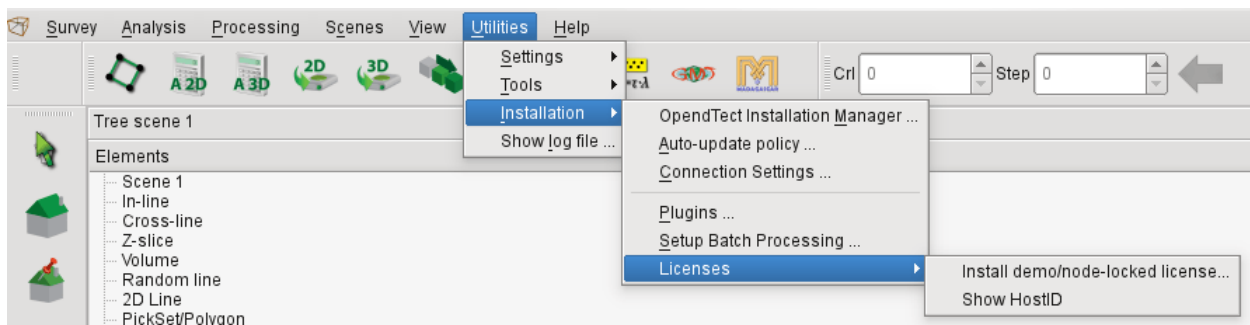 Survey Analysis Processing Scenes View Utilities Help
A 2D A 3D 2D 3D MADAGASCAR Crl 0 Step 0
Settings
Tools
Installation
Show log file ...
OpendTect Installation Manager ...
Auto-update policy ...
Connection Settings ...
Plugins ...
Setup Batch Processing ...
Licenses
Install demo/node-locked license...
Show HostID
Tree scene 1
Elements
Scene 1
In-line
Cross-line
Z-slice
Volume
Random line
2D Line
PickSet/Polygon